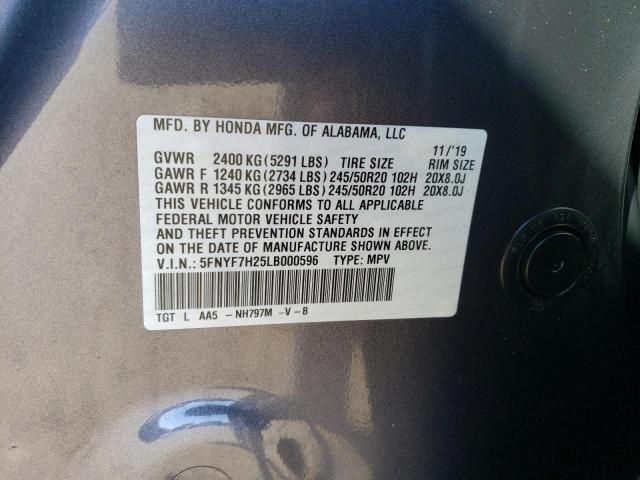 MFD. BY HONDA MFG. OF ALABAMA, LLC
11/'19
GVWR 2400 KG (5291 LBS) TIRE SIZE RIM SIZE
GAWR F 1240 KG (2734 LBS) 245/50R20 102H 20X8.0J
GAWR R 1345 KG (2965 LBS) 245/50R20 102H 20X8.0J
THIS VEHICLE CONFORMS TO ALL APPLICABLE
FEDERAL MOTOR VEHICLE SAFETY
AND THEFT PREVENTION STANDARDS IN EFFECT
ON THE DATE OF MANUFACTURE SHOWN ABOVE.
V.I.N.: 5FNYF7H25LB000596 TYPE: MPV
TGT L AA5 - NH797M -V - B